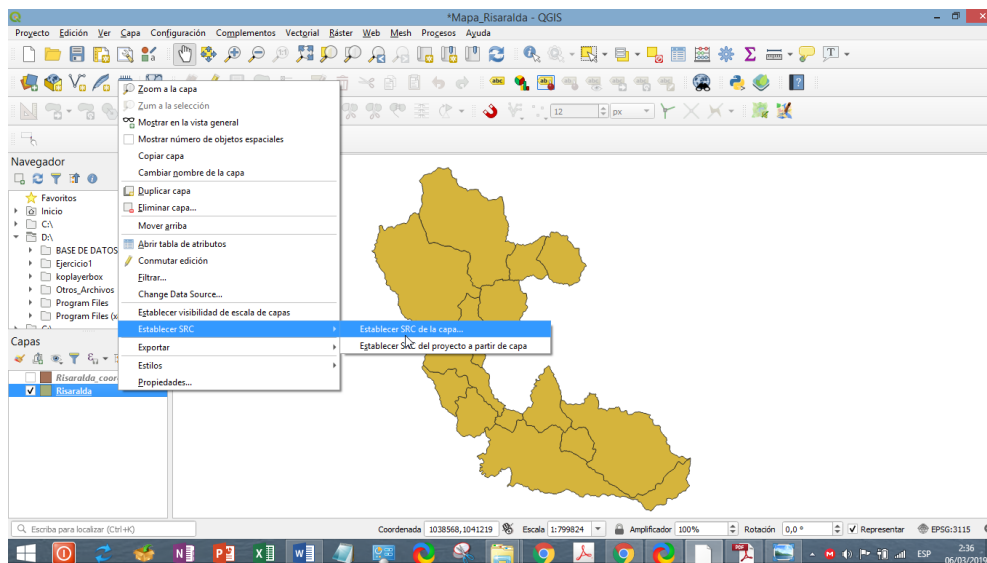 *Mapa_Risaralda - QGIS
Proyecto Edición Ver Capa Configuración Complementos Vectorial Ráster Web Mesh Procesos Ayuda
abc abc
12 px
Navegador
Favoritos
Inicio
C:\
D:\
BASE DE DATOS
Ejercicio1
koplayerbox
Otros_Archivos
Program Files
Program Files (x
Zoom a la capa
Zum a la selección
Mostrar en la vista general
Mostrar número de objetos espaciales
Copiar capa
Cambiar nombre de la capa
Duplicar capa
Eliminar capa...
Mover arriba
Abrir tabla de atributos
Conmutar edición
Filtrar...
Change Data Source...
Establecer visibilidad de escala de capas
Establecer SRC
Exportar
Estilos
Propiedades...
Establecer SRC de la capa...
Establecer SRC del proyecto a partir de capa
Capas
Risaralda_coor
Risaralda
Escriba para localizar (Ctrl+K)
Coordenada 1038568,1041219 Escala 1:799824 Amplificador 100% Rotación 0,0 ° Representar EPSG:3115
ESP 2:36
06/03/2019